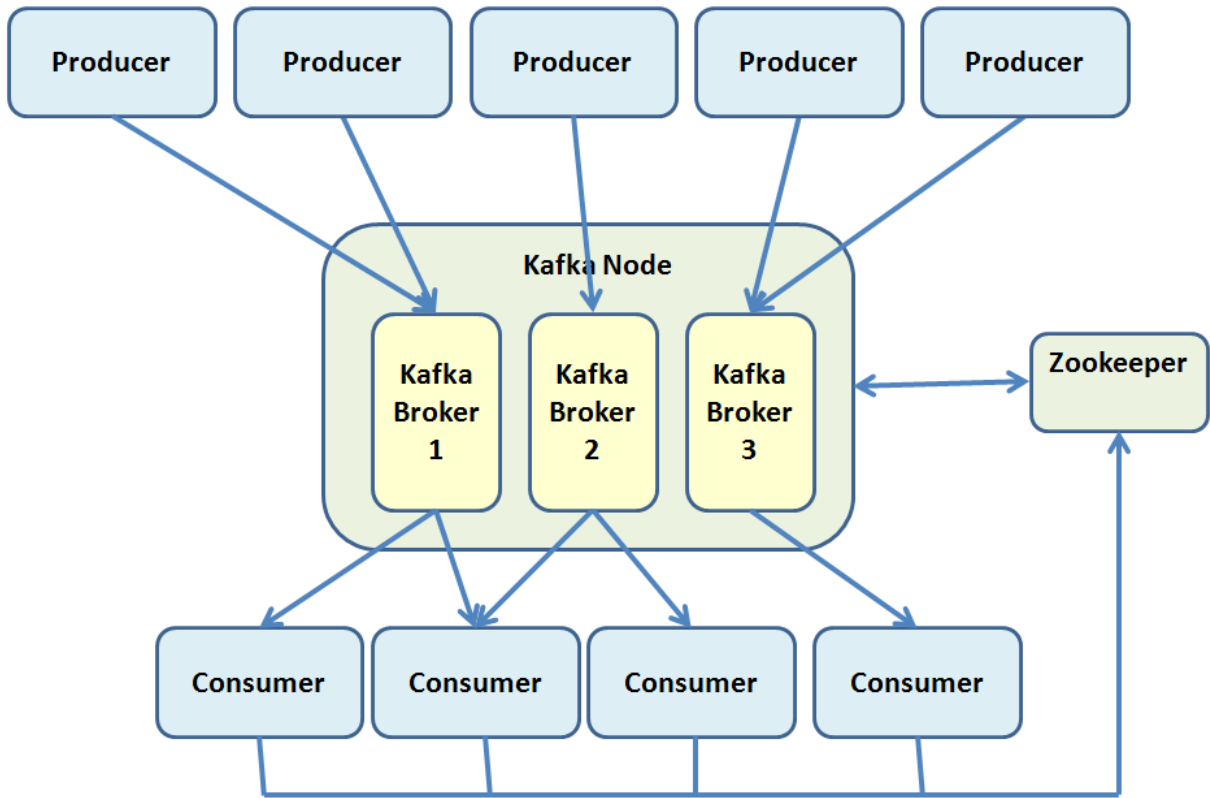 Producer
Producer
Producer
Producer
Producer
Kafka Node
Kafka
Broker
1
Kafka
Broker
2
Kafka
Broker
3
Zookeeper
Consumer
Consumer
Consumer
Consumer